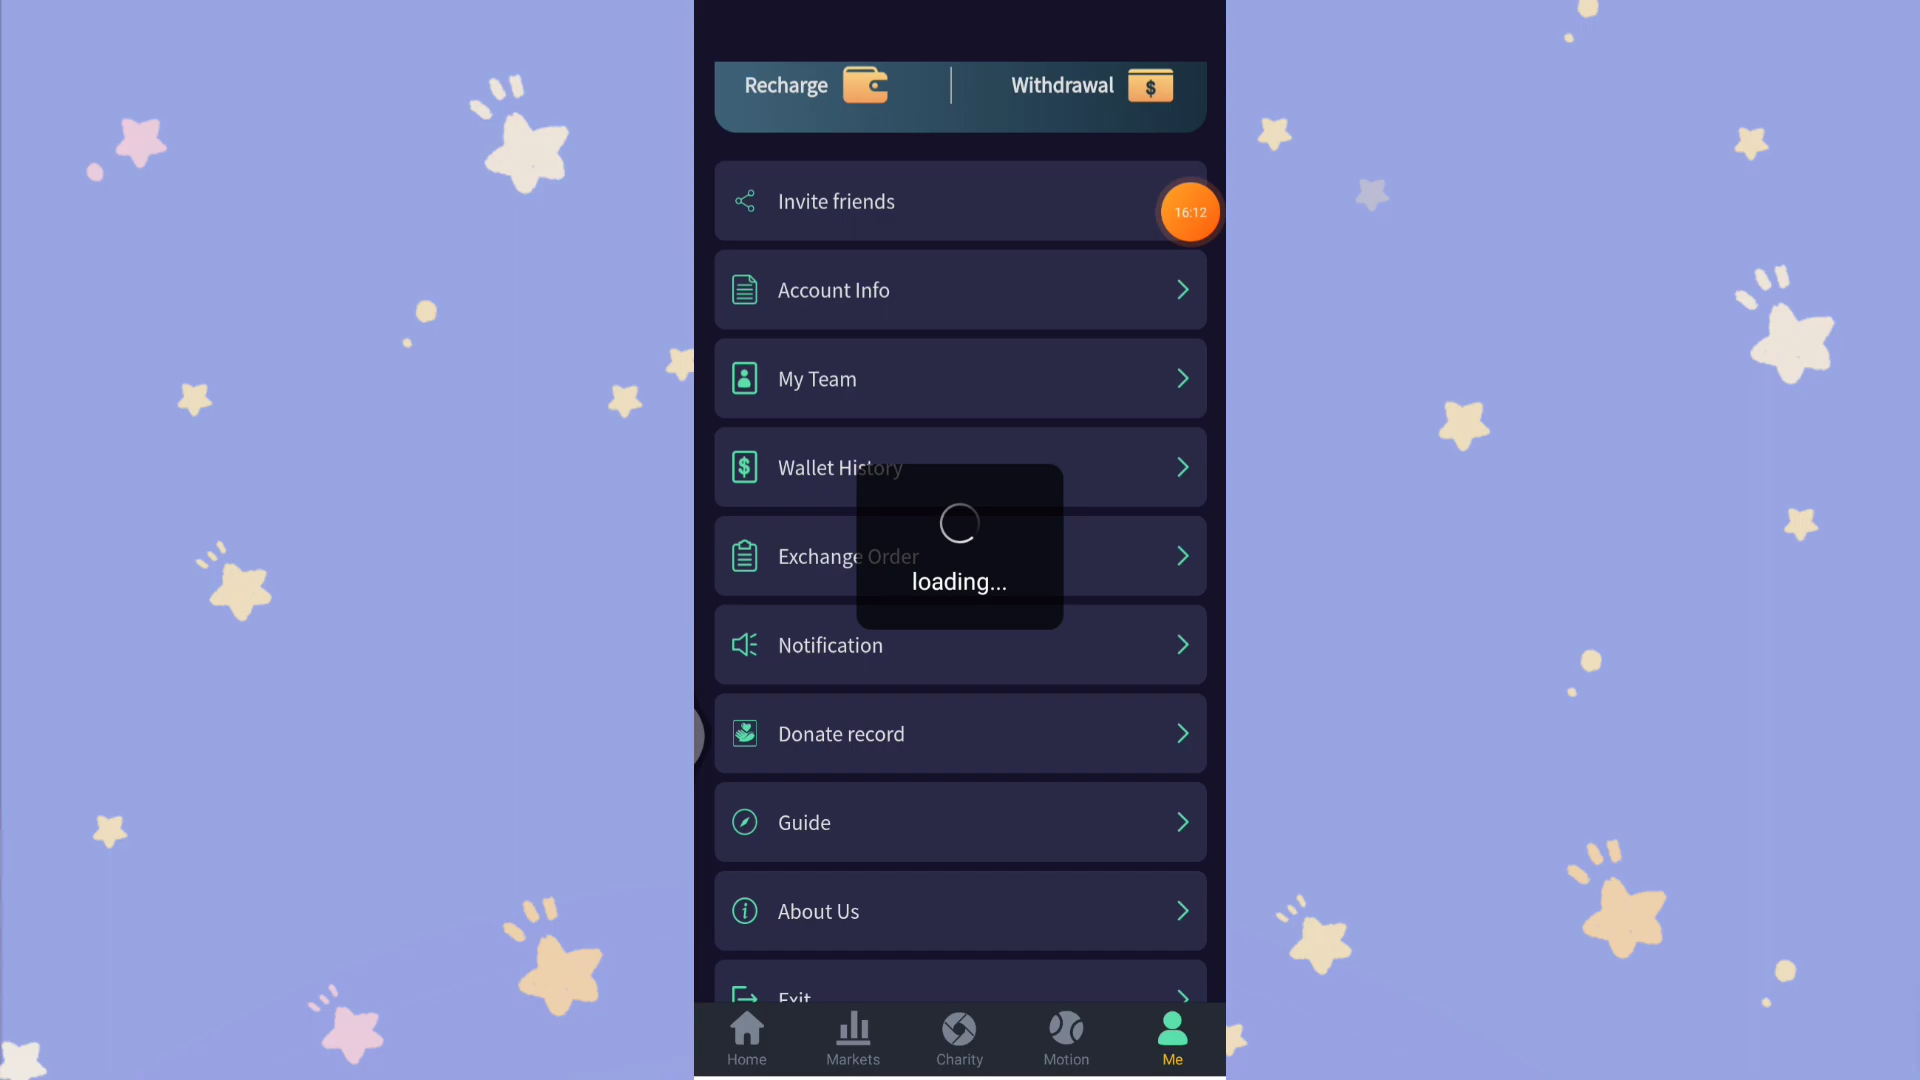 Recharge
Withdrawal
Invite friends
16:12
Account Info
My Team
Wallet History
Exchange Order
loading...
Notification
Donate record
Guide
About Us
Exit
Home
Markets
Charity
Motion
Me